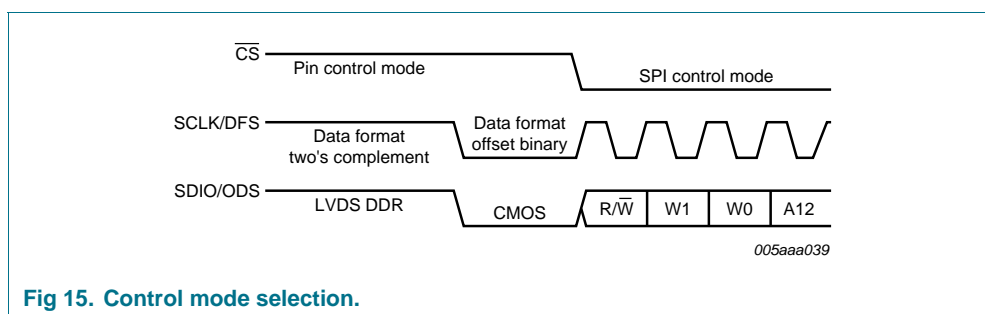 C̅S̅
Pin control mode
SPI control mode
SCLK/DFS
Data format
two's complement
Data format
offset binary
SDIO/ODS
LVDS DDR
CMOS
R/W̅
W1
W0
A12
005aaa039
Fig 15. Control mode selection.